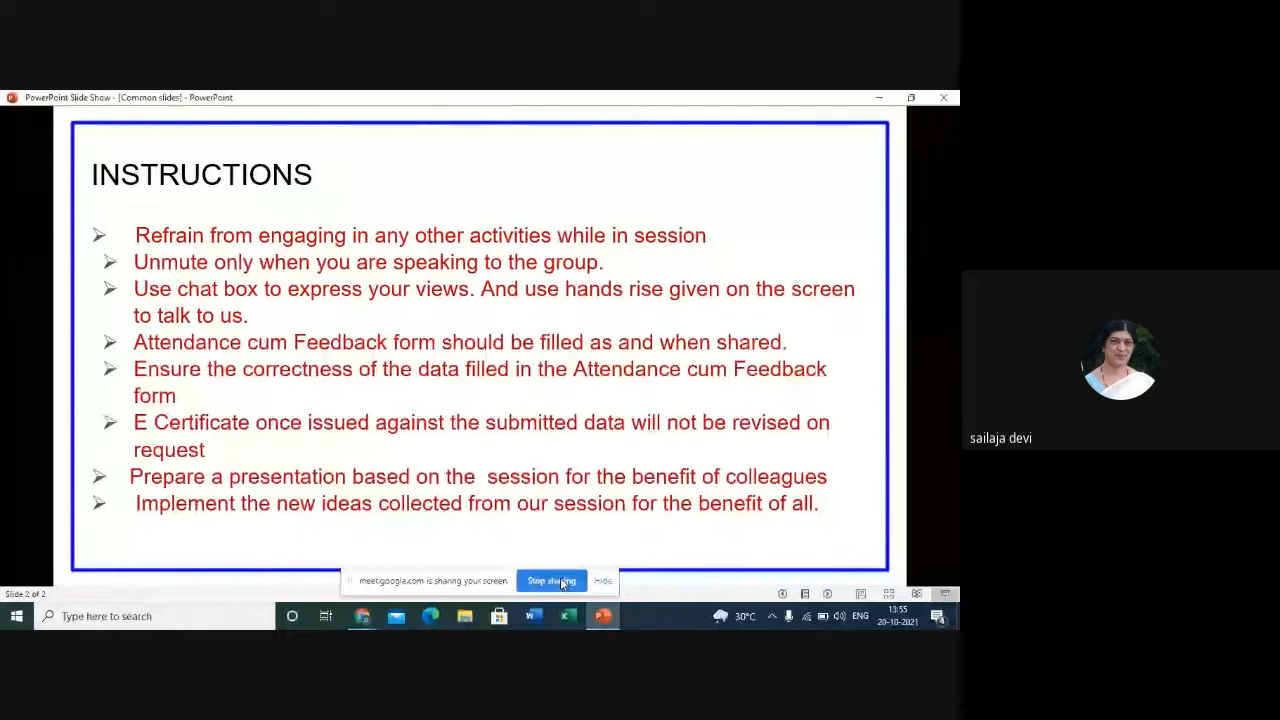 PowerPoint Slide Show - [Common slides] - PowerPoint
INSTRUCTIONS
Refrain from engaging in any other activities while in session
Unmute only when you are speaking to the group.
Use chat box to express your views. And use hands rise given on the screen
to talk to us.
Attendance cum Feedback form should be filled as and when shared.
Ensure the correctness of the data filled in the Attendance cum Feedback
form
E Certificate once issued against the submitted data will not be revised on
request
Prepare a presentation based on the session for the benefit of colleagues
Implement the new ideas collected from our session for the benefit of all.
sailaja devi
meet.google.com is sharing your screen.
Stop sharing
Hide
Slide 2 of 2
Type here to search
30°C
ENG
13:55
20-10-2021
4